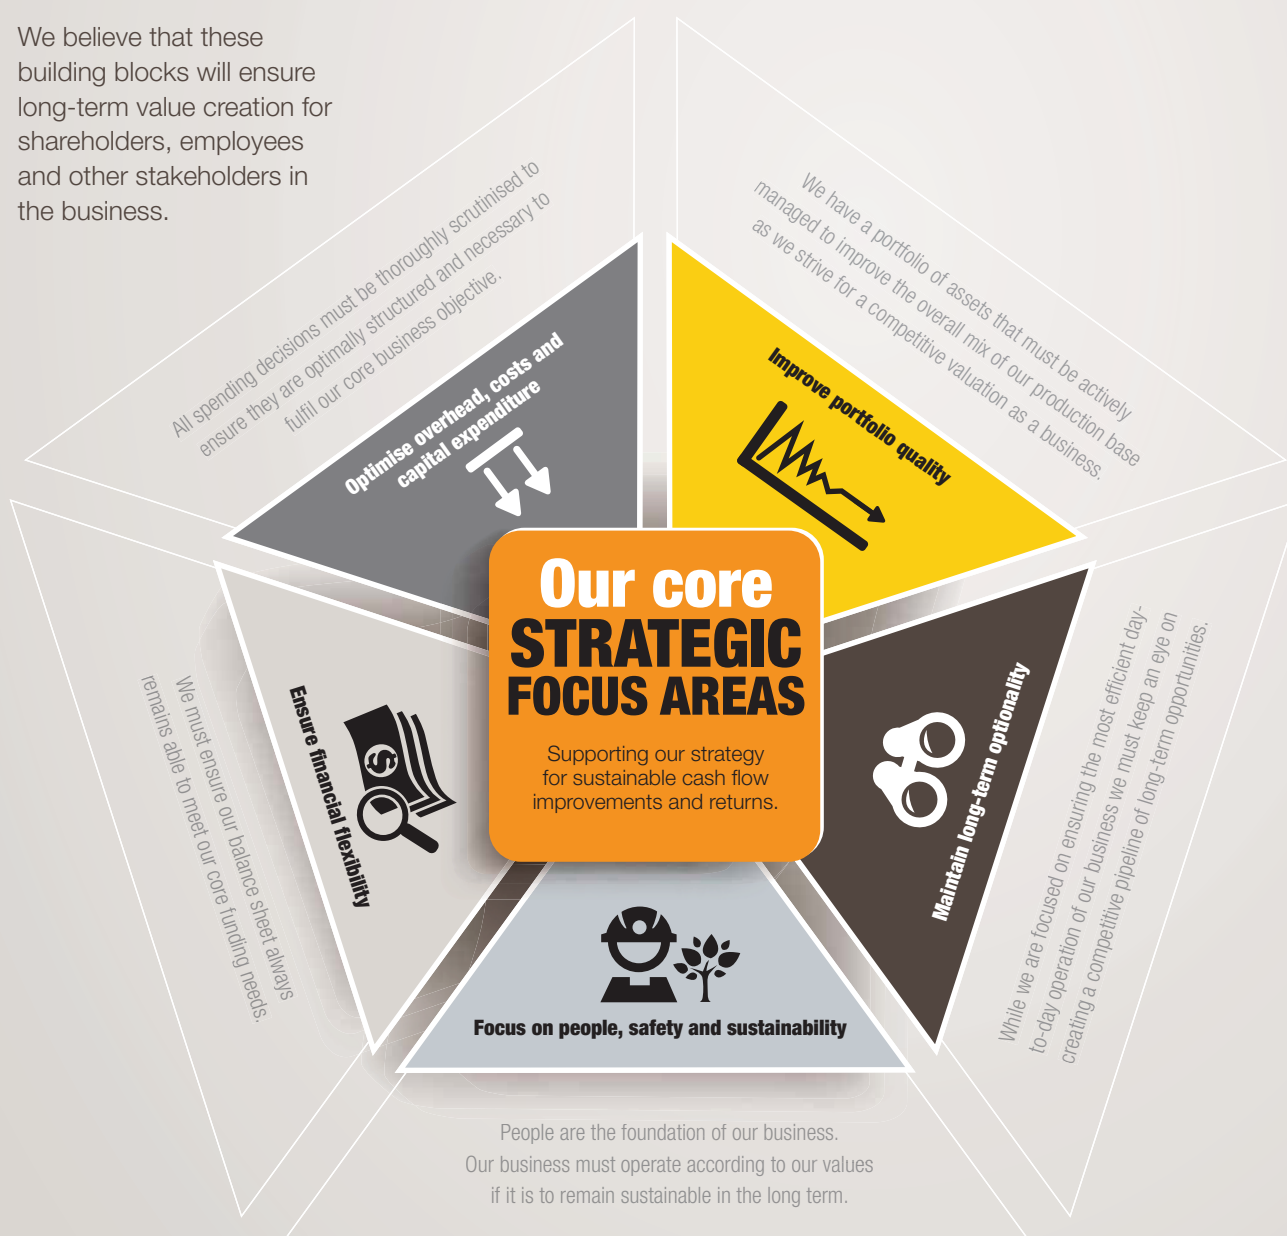 We believe that these
building blocks will ensure
long-term value creation for
shareholders, employees
and other stakeholders in
the business.
All spending decisions must be thoroughly scrutinised to
ensure they are optimally structured and necessary to
fulfil our core business objective.
Optimise overhead, costs and
capital expenditure
We have a portfolio of assets that must be actively
managed to improve the overall mix of our production base
as we strive for a competitive valuation as a business.
Improve portfolio quality
Our core
STRATEGIC
FOCUS AREAS
Supporting our strategy
for sustainable cash flow
improvements and returns.
We must ensure our balance sheet always
remains able to meet our core funding needs.
Ensure financial flexibility
$
Maintain long-term optionality
While we are focused on ensuring the most efficient day-
to-day operation of our business we must keep an eye on
creating a competitive pipeline of long-term opportunities.
Focus on people, safety and sustainability
People are the foundation of our business.
Our business must operate according to our values
if it is to remain sustainable in the long term.